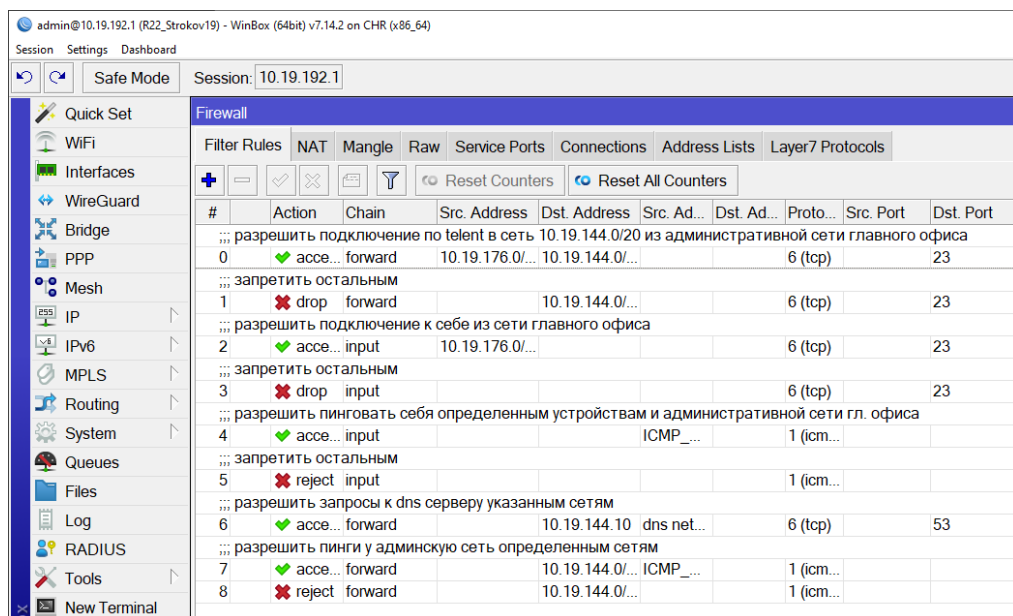 admin@10.19.192.1 (R22_Strokov19) - WinBox (64bit) v7.14.2 on CHR (x86_64)
Session Settings Dashboard
Safe Mode Session: 10.19.192.1
Quick Set
WiFi
Interfaces
WireGuard
Bridge
PPP
Mesh
IP
IPv6
MPLS
Routing
System
Queues
Files
Log
RADIUS
Tools
New Terminal
Firewall
Filter Rules NAT Mangle Raw Service Ports Connections Address Lists Layer7 Protocols
Reset Counters Reset All Counters
# Action Chain Src. Address Dst. Address Src. Ad... Dst. Ad... Proto... Src. Port Dst. Port
;;; разрешить подключение по telent в сеть 10.19.144.0/20 из административной сети главного офиса
0 acce... forward 10.19.176.0/... 10.19.144.0/... 6 (tcp) 23
;;; запретить остальным
1 drop forward 10.19.144.0/... 6 (tcp) 23
;;; разрешить подключение к себе из сети главного офиса
2 acce... input 10.19.176.0/... 6 (tcp) 23
;;; запретить остальным
3 drop input 6 (tcp) 23
;;; разрешить пинговать себя определенным устройствам и административной сети гл. офиса
4 acce... input ICMP_... 1 (icm...
;;; запретить остальным
5 reject input 1 (icm...
;;; разрешить запросы к dns серверу указанным сетям
6 acce... forward 10.19.144.10 dns net... 6 (tcp) 53
;;; разрешить пинги у админскую сеть определенным сетям
7 acce... forward 10.19.144.0/... ICMP_... 1 (icm...
8 reject forward 10.19.144.0/... 1 (icm...